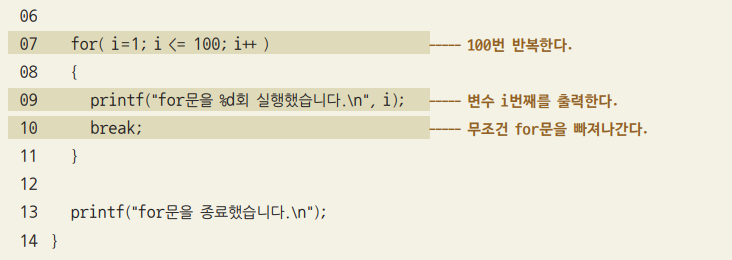 06
07 for( i=1; i <= 100; i++ ) ----- 100번 반복한다.
08 {
09 printf("for문을 %d회 실행했습니다.\n", i); ----- 변수 i번째를 출력한다.
10 break; ----- 무조건 for문을 빠져나간다.
11 }
12
13 printf("for문을 종료했습니다.\n");
14 }